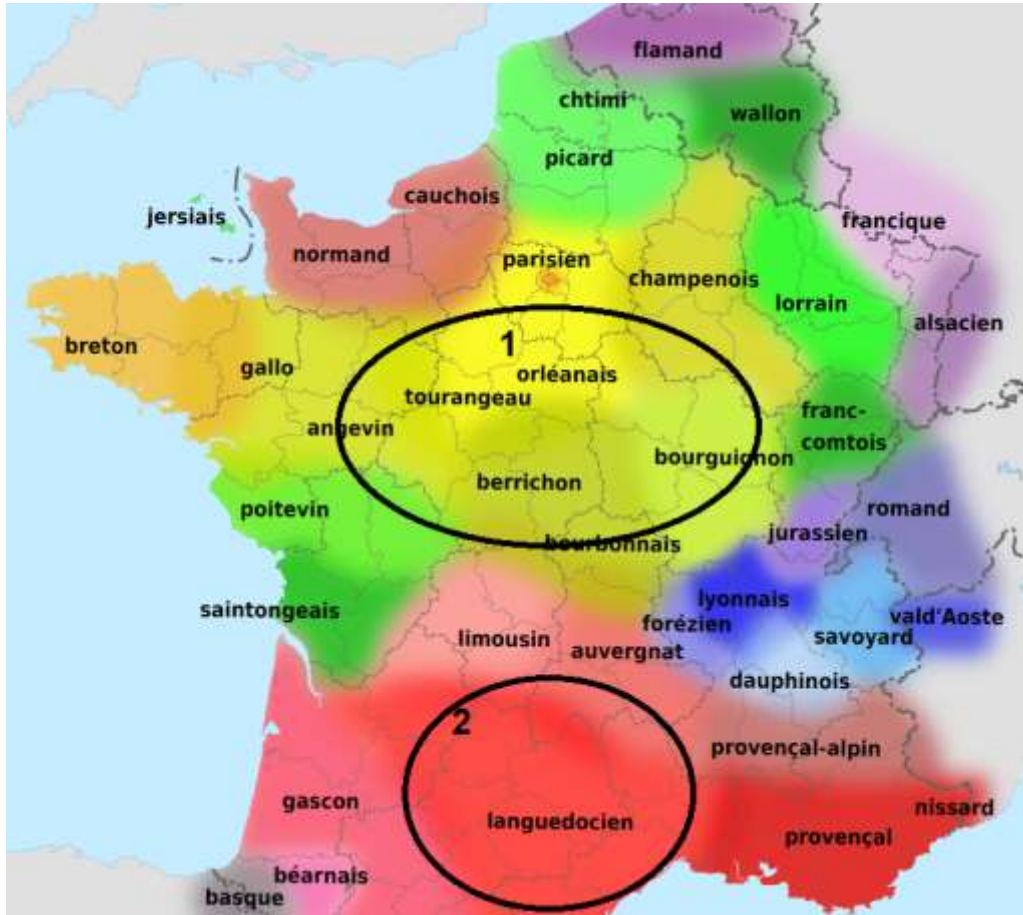 flamand
chtimi
wallon
picard
cauchois
jersiais
francique
normand
parisien
champenois
lorrain
alsacien
breton
gallo
1
orléanais
tourangeau
angevin
franc-
comtois
bourguignon
berrichon
poitevin
romand
jurassien
bourbonnais
saintongeais
lyonnais
forézien
vald'Aoste
savoyard
limousin
auvergnat
dauphinois
2
provençal-alpin
gascon
nissard
languedocien
provençal
béarnais
basque